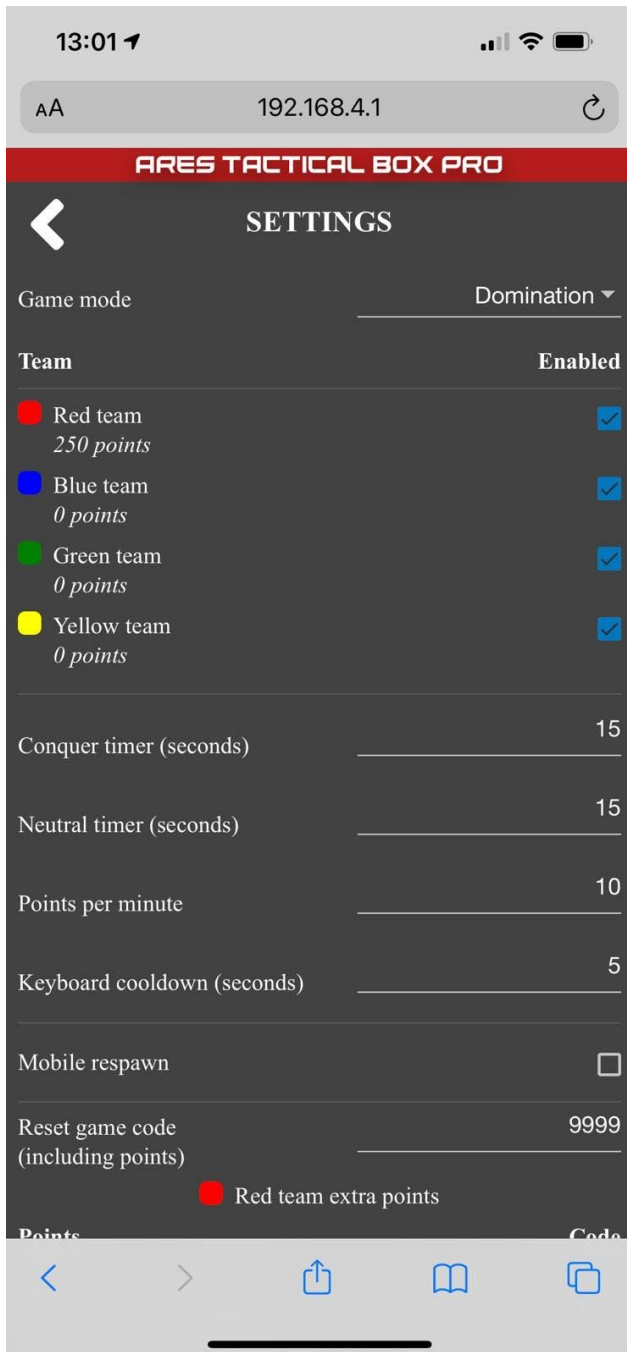 13:01
AA 192.168.4.1
ARES TACTICAL BOX PRO
SETTINGS
Game mode Domination
Team Enabled
Red team
250 points
Blue team
0 points
Green team
0 points
Yellow team
0 points
Conquer timer (seconds) 15
Neutral timer (seconds) 15
Points per minute 10
Keyboard cooldown (seconds) 5
Mobile respawn
Reset game code 9999
(including points)
Red team extra points
Points Code